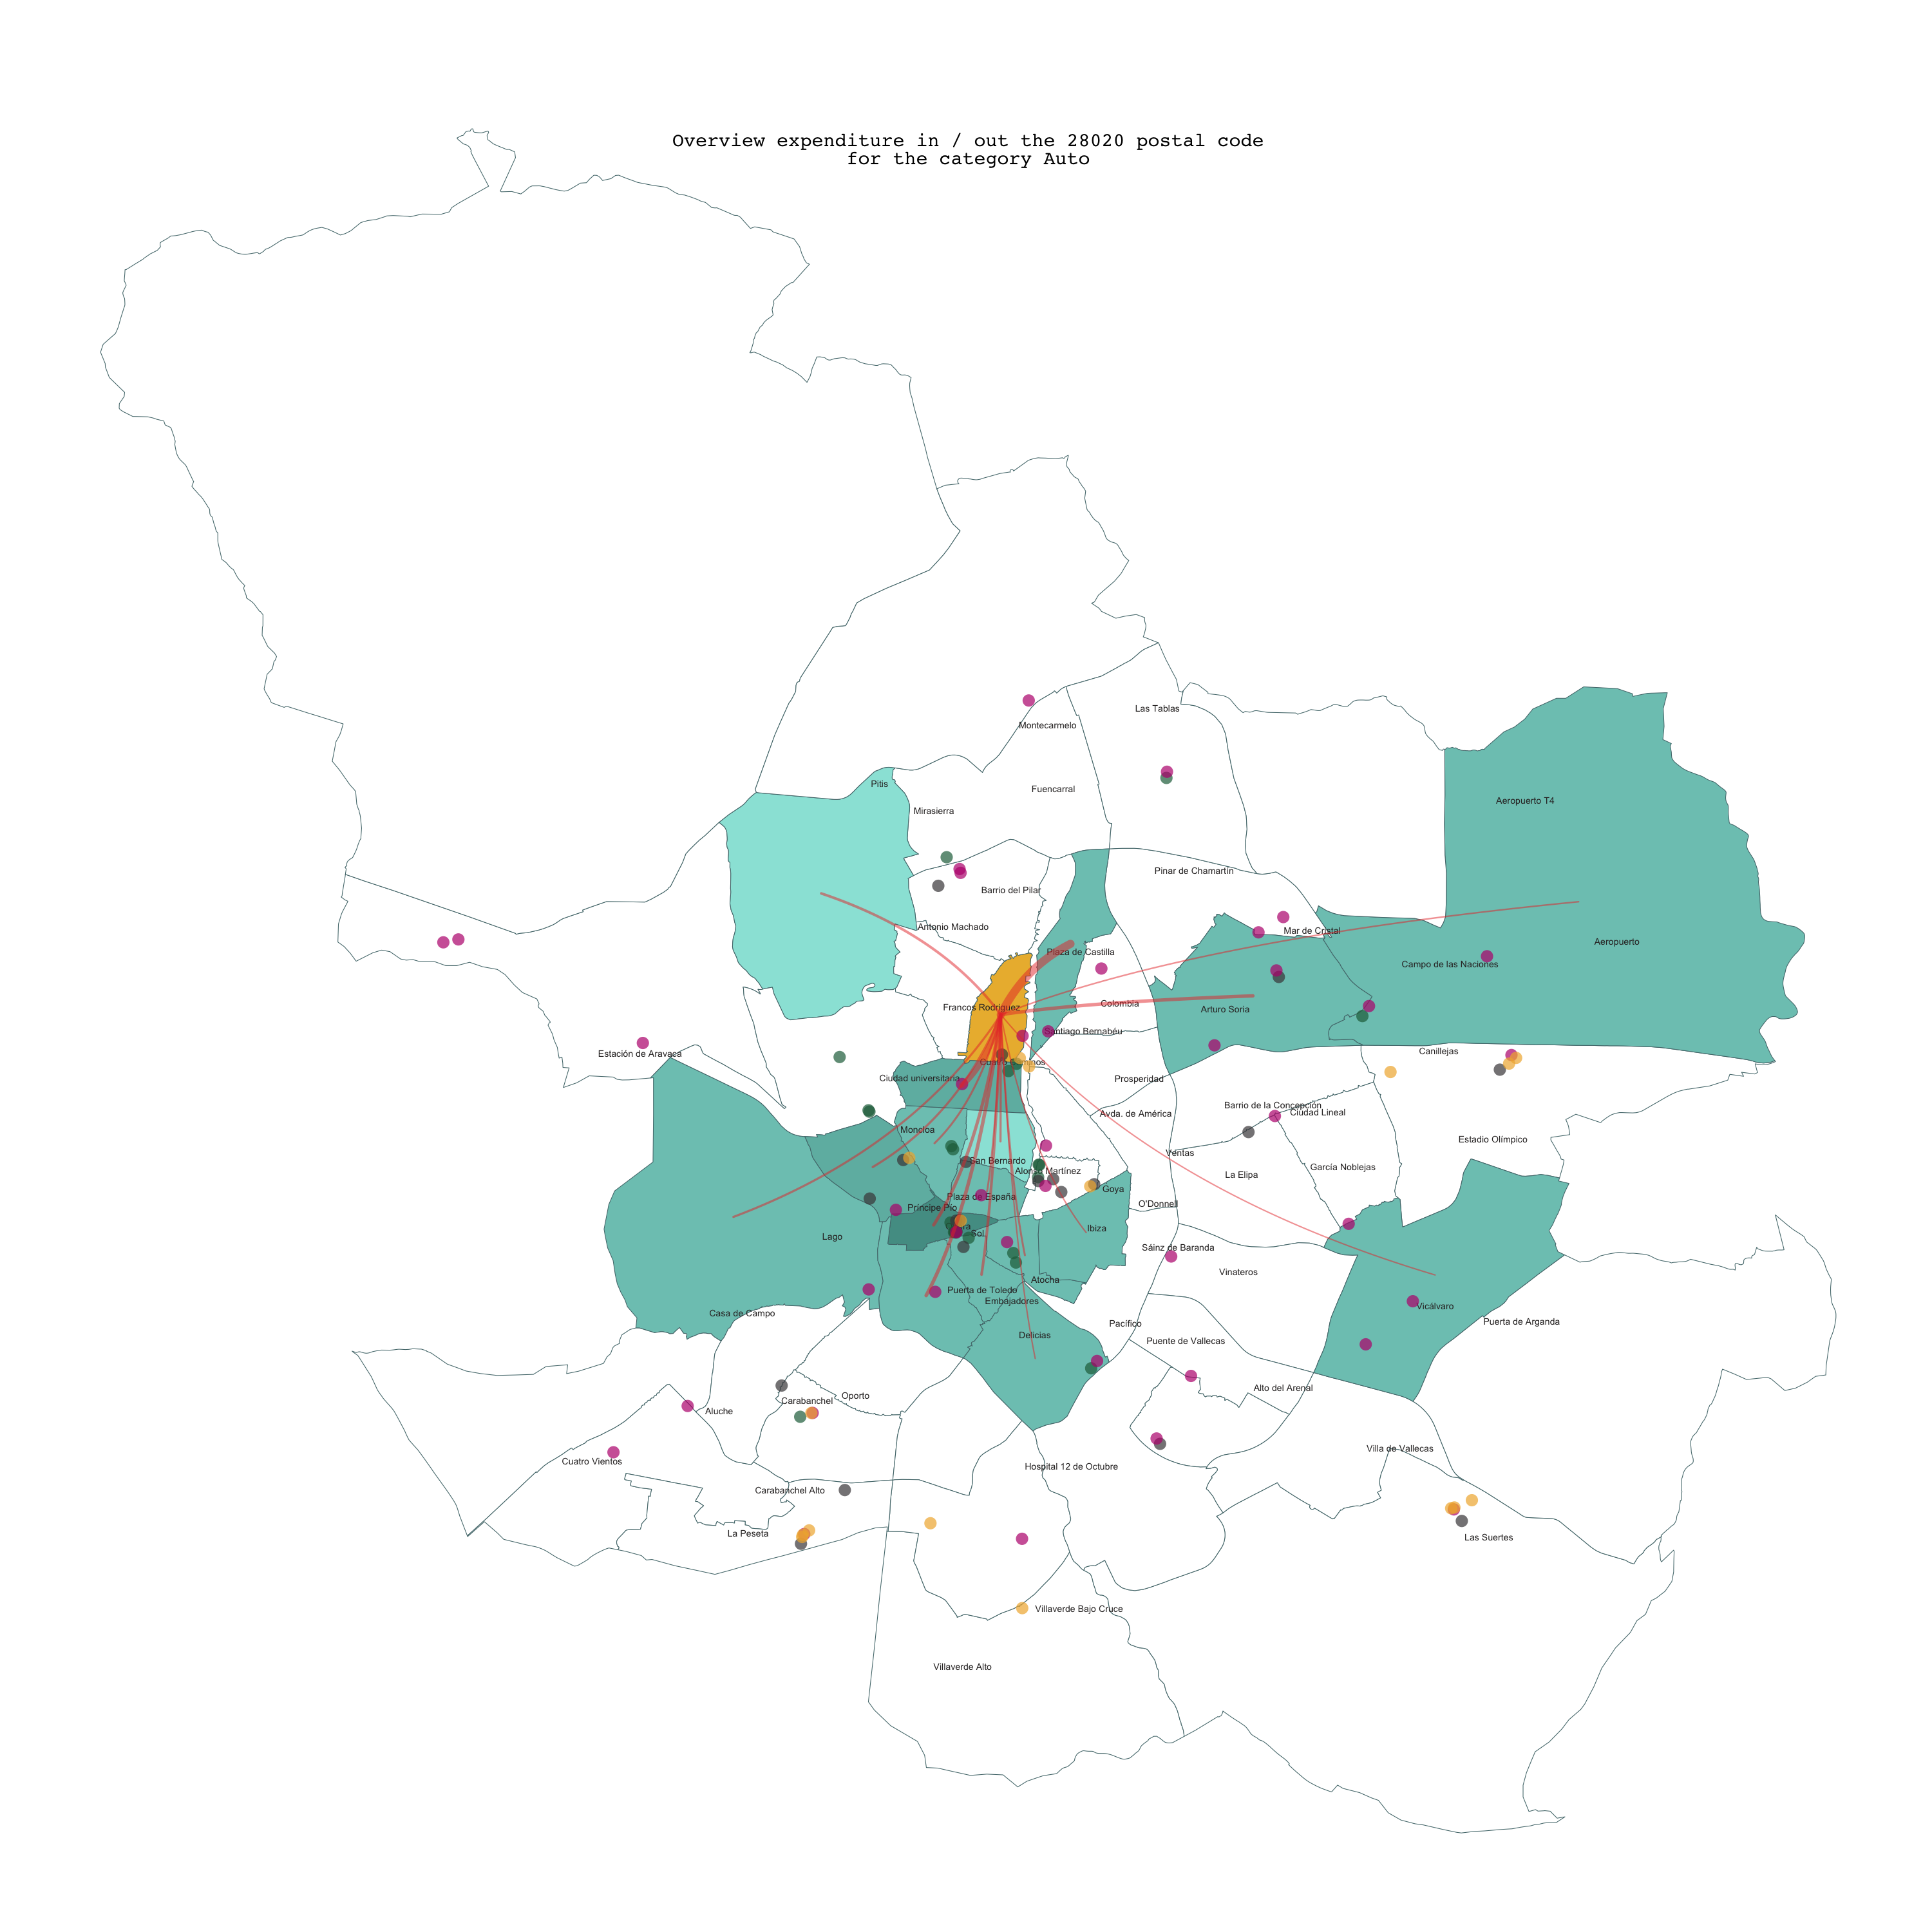 Overview expenditure in / out the 28020 postal code
for the category Auto
Las Tablas
Montecarmelo
Pitis
Fuencarral
Aeropuerto T4
Mirasierra
Pinar de Chamartín
Barrio del Pilar
Antonio Machado
Mar de Cristal
Aeropuerto
Plaza de Castilla
Campo de las Naciones
Colombia
Francos Rodríguez
Arturo Soria
Santiago Bernabéu
Estación de Aravaca
Canillejas
Cuatro Caminos
Ciudad universitaria
Prosperidad
Barrio de la Concepción
Avda. de América
Ciudad Lineal
Moncloa
Estadio Olímpico
Ventas
San Bernardo
García Noblejas
Alonso Martínez
La Elipa
Goya
Plaza de España
O'Donnell
Príncipe Pío
Ibiza
Sol
Lago
Sáinz de Baranda
Vinateros
Atocha
Puerta de Toledo
Embajadores
Vicálvaro
Casa de Campo
Puerta de Arganda
Pacífico
Delicias
Puente de Vallecas
Alto del Arenal
Oporto
Carabanchel
Aluche
Villa de Vallecas
Cuatro Vientos
Hospital 12 de Octubre
Carabanchel Alto
La Peseta
Las Suertes
Villaverde Bajo Cruce
Villaverde Alto